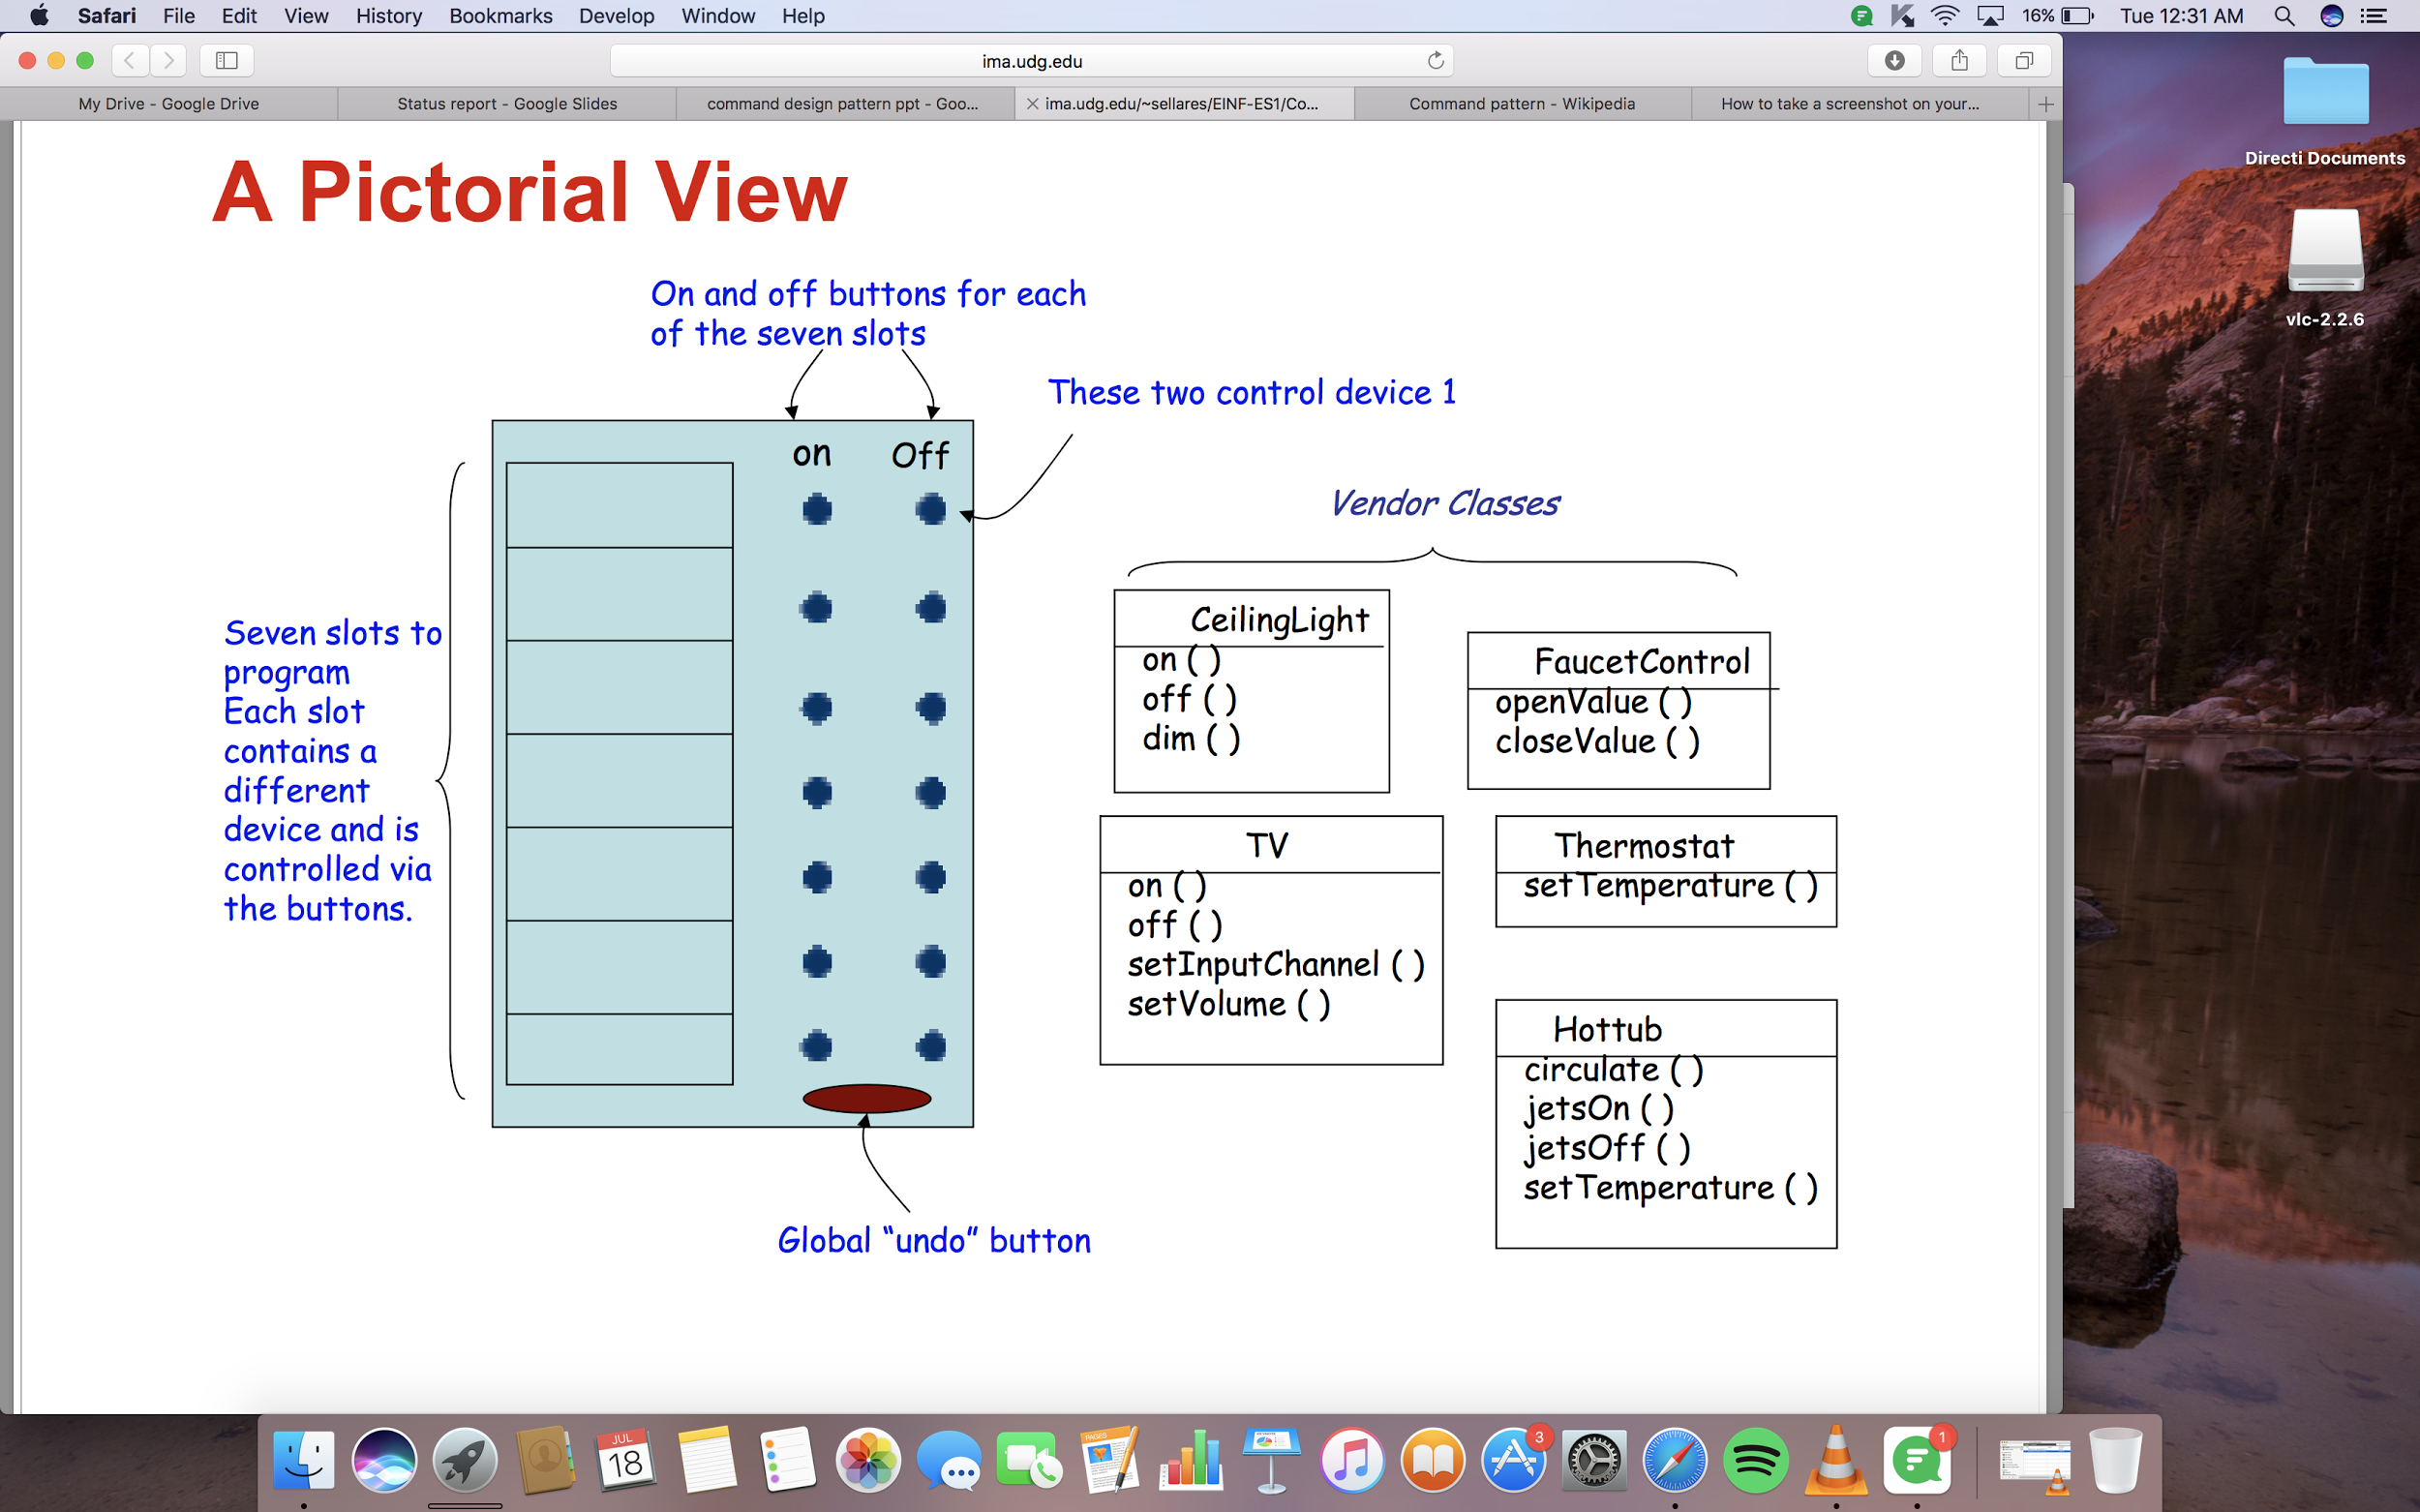 Safari File Edit View History Bookmarks Develop Window Help
16% Tue 12:31 AM
ima.udg.edu
My Drive - Google Drive
Status report - Google Slides
command design pattern ppt - Goo...
ima.udg.edu/~sellares/EINF-ES1/Co...
Command pattern - Wikipedia
How to take a screenshot on your...
Directi Documents
vlc-2.2.6
A Pictorial View
On and off buttons for each
of the seven slots
These two control device 1
on Off
Seven slots to
program
Each slot
contains a
different
device and is
controlled via
the buttons.
Global “undo” button
Vendor Classes
CeilingLight
on ( )
off ( )
dim ( )
FaucetControl
openValue ( )
closeValue ( )
TV
on ( )
off ( )
setInputChannel ( )
setVolume ( )
Thermostat
setTemperature ( )
Hottub
circulate ( )
jetsOn ( )
jetsOff ( )
setTemperature ( )
JUL
18
PAGES
3
1